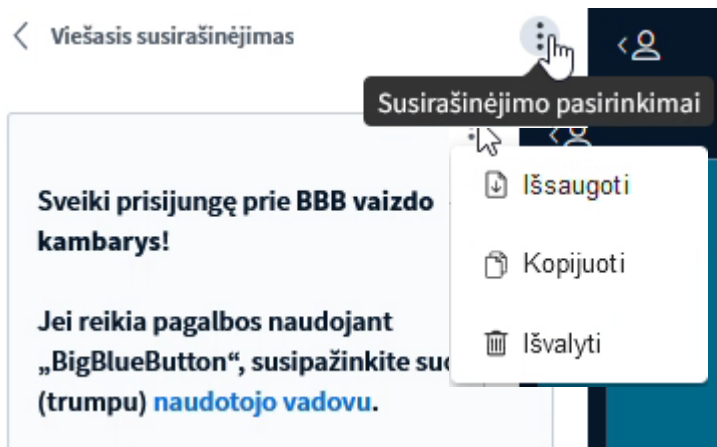 Viešasis susirašinėjimas
Susirašinėjimo pasirinkimai
Išsaugoti
Kopijuoti
Išvalyti
Sveiki prisijungę prie BBB vaizdo
kambarys!
Jei reikia pagalbos naudojant
„BigBlueButton“, susipažinkite
(trumpu) naudotojo vadovu.